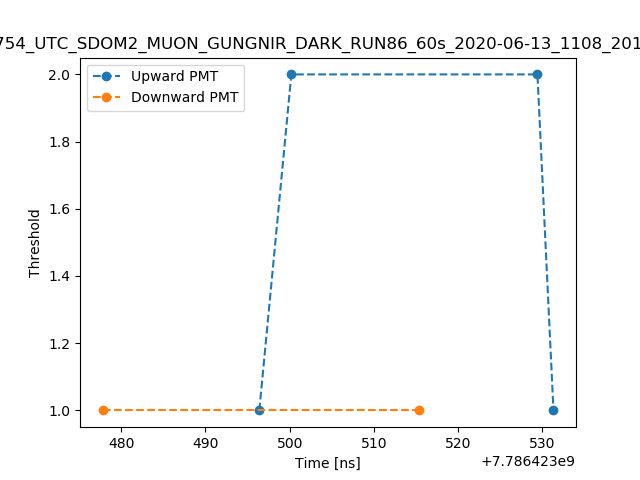 754_UTC_SDOM2_MUON_GUNGNIR_DARK_RUN86_60s_2020-06-13_1108_201
Upward PMT
Downward PMT
2.0
1.8
1.6
1.4
1.2
1.0
Threshold
480 490 500 510 520 530
Time [ns]
+7.786423e9